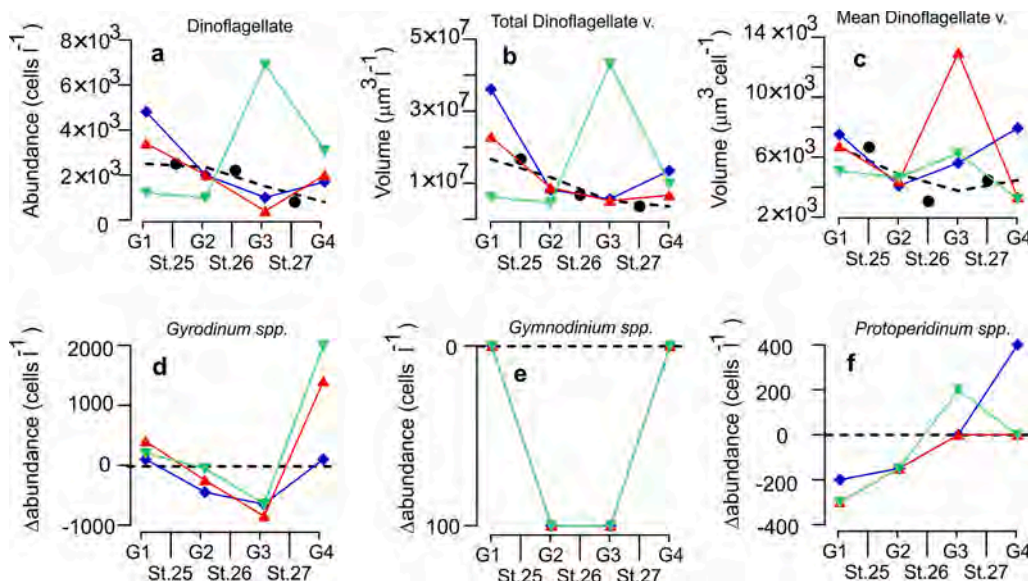 Dinoflagellate
Total Dinoflagellate v.
Mean Dinoflagellate v.
a
b
c
Abundance (cells l⁻¹)
8×10³
6×10³
4×10³
2×10³
0
G1 G2 G3 G4
St.25 St.26 St.27
Volume (μm³ l⁻¹)
5×10⁷
3×10⁷
1×10⁷
G1 G2 G3 G4
St.25 St.26 St.27
Volume (μm³ cell⁻¹)
14×10³
10×10³
6×10³
2×10³
G1 G2 G3 G4
St.25 St.26 St.27
Gyrodinum spp.
Gymnodinium spp.
Protoperidinum spp.
d
e
f
Δabundance (cells l⁻¹)
2000
1000
0
-1000
G1 G2 G3 G4
St.25 St.26 St.27
Δabundance (cells l⁻¹)
0
100
G1 G2 G3 G4
St.25 St.26 St.27
Δabundance (cells l⁻¹)
400
200
0
-200
-400
G1 G2 G3 G4
St.25 St.26 St.27